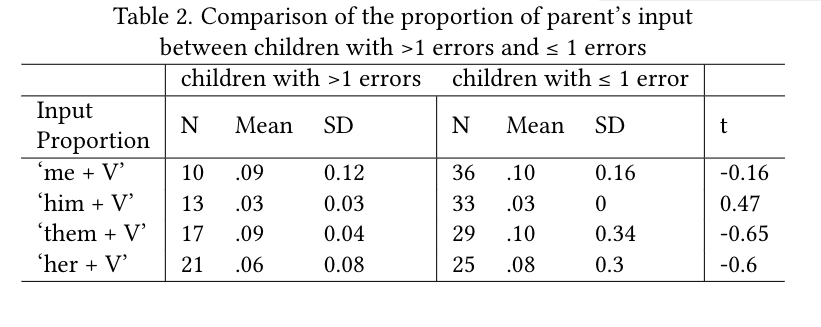 Table 2. Comparison of the proportion of parent's input
between children with >1 errors and ≤ 1 errors
children with >1 errors children with ≤ 1 error
Input
Proportion N Mean SD N Mean SD t
‘me + V’ 10 .09 0.12 36 .10 0.16 -0.16
‘him + V’ 13 .03 0.03 33 .03 0 0.47
‘them + V’ 17 .09 0.04 29 .10 0.34 -0.65
‘her + V’ 21 .06 0.08 25 .08 0.3 -0.6